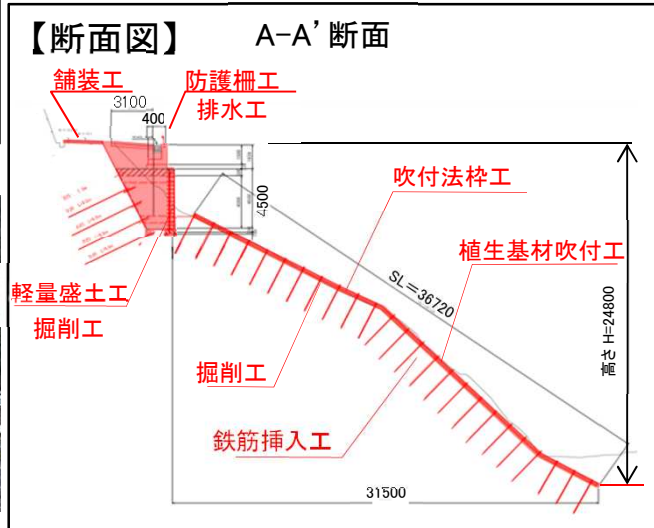 【断面図】 A-A’断面
舗装工 防護柵工
排水工
3100
400
吹付法枠工
4500
植生基材吹付工
SL=36720
高さ H=24800
軽量盛土工
掘削工
掘削工
鉄筋挿入工
31500